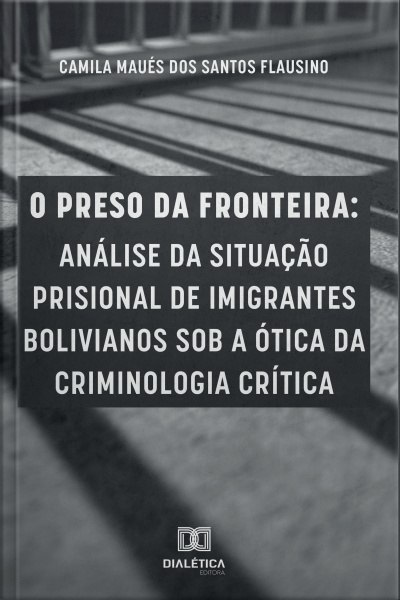 CAMILA MAUÉS DOS SANTOS FLAUSINO
O PRESO DA FRONTEIRA:
ANÁLISE DA SITUAÇÃO
PRISIONAL DE IMIGRANTES
BOLIVIANOS SOB A ÓTICA DA
CRIMINOLOGIA CRÍTICA
DIALÉTICA
EDITORA